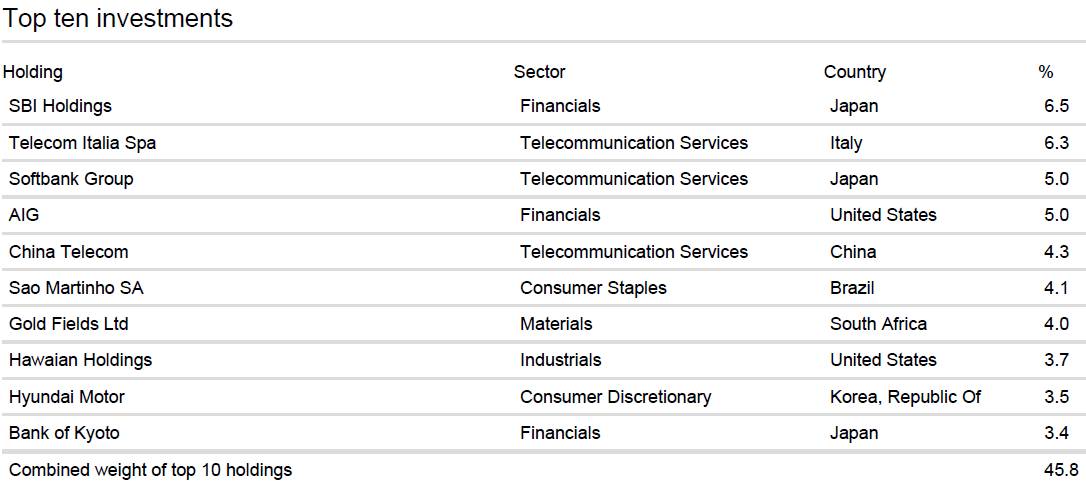 Top ten investments
Holding Sector Country %
SBI Holdings Financials Japan 6.5
Telecom Italia Spa Telecommunication Services Italy 6.3
Softbank Group Telecommunication Services Japan 5.0
AIG Financials United States 5.0
China Telecom Telecommunication Services China 4.3
Sao Martinho SA Consumer Staples Brazil 4.1
Gold Fields Ltd Materials South Africa 4.0
Hawaian Holdings Industrials United States 3.7
Hyundai Motor Consumer Discretionary Korea, Republic Of 3.5
Bank of Kyoto Financials Japan 3.4
Combined weight of top 10 holdings 45.8